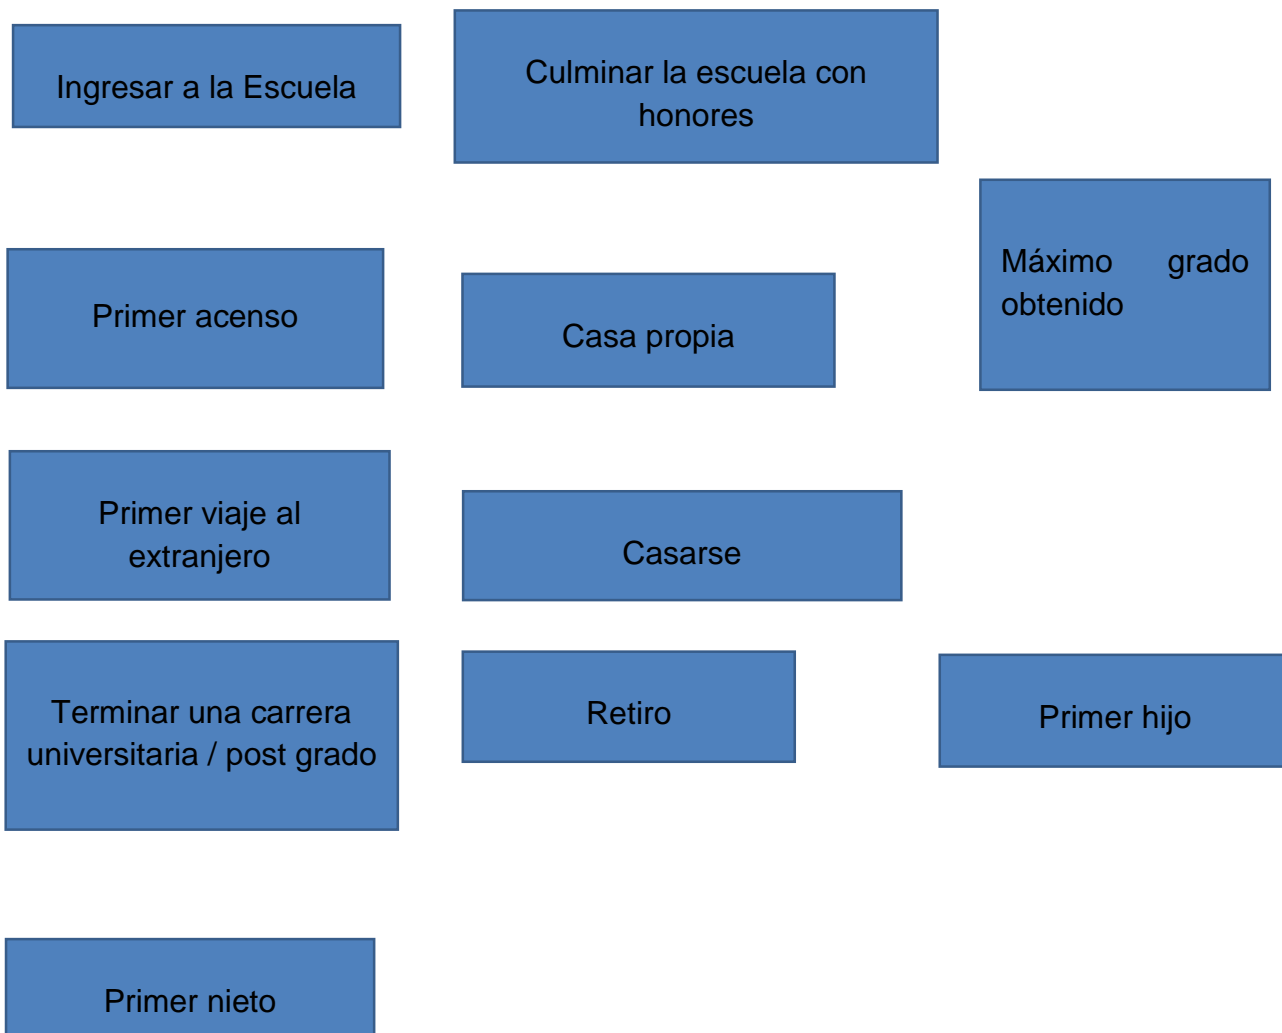 Ingresar a la Escuela
Culminar la escuela con
honores
Máximo grado
obtenido
Primer acenso
Casa propia
Primer viaje al
extranjero
Casarse
Terminar una carrera
universitaria / post grado
Retiro
Primer hijo
Primer nieto